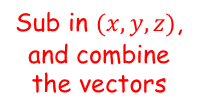 Sub in (x, y, z),
and combine
the vectors